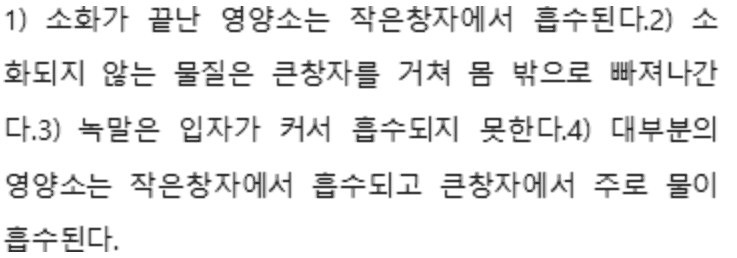 1) 소화가 끝난 영양소는 작은창자에서 흡수된다.2) 소
화되지 않는 물질은 큰창자를 거쳐 몸 밖으로 빠져나간
다.3) 녹말은 입자가 커서 흡수되지 못한다.4) 대부분의
영양소는 작은창자에서 흡수되고 큰창자에서 주로 물이
흡수된다.